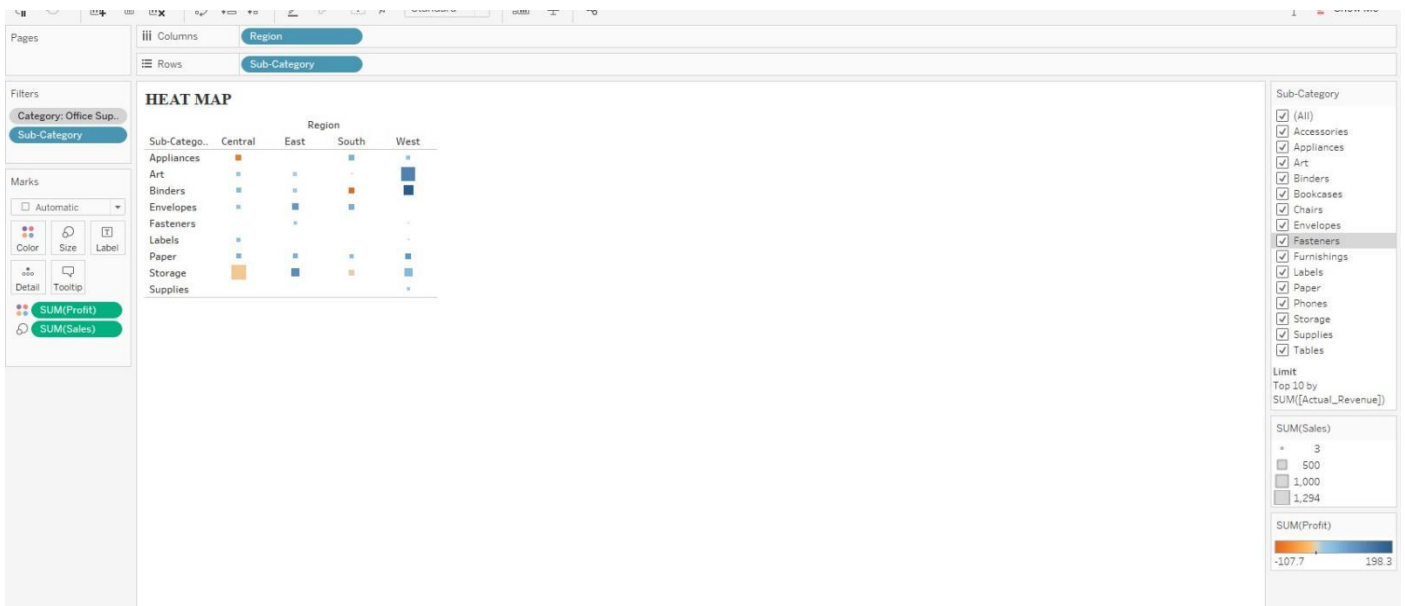 Pages
iii Columns
Region
Rows
Sub-Category
Filters
Category: Office Sup..
Sub-Category
Marks
Automatic
Color
Size
Label
Detail
Tooltip
SUM(Profit)
SUM(Sales)
HEAT MAP
Region
Sub-Catego.. Central East South West
Appliances
Art
Binders
Envelopes
Fasteners
Labels
Paper
Storage
Supplies
Sub-Category
(All)
Accessories
Appliances
Art
Binders
Bookcases
Chairs
Envelopes
Fasteners
Furnishings
Labels
Paper
Phones
Storage
Supplies
Tables
Limit
Top 10 by
SUM([Actual_Revenue])
SUM(Sales)
3
500
1,000
1,294
SUM(Profit)
-107.7 198.3